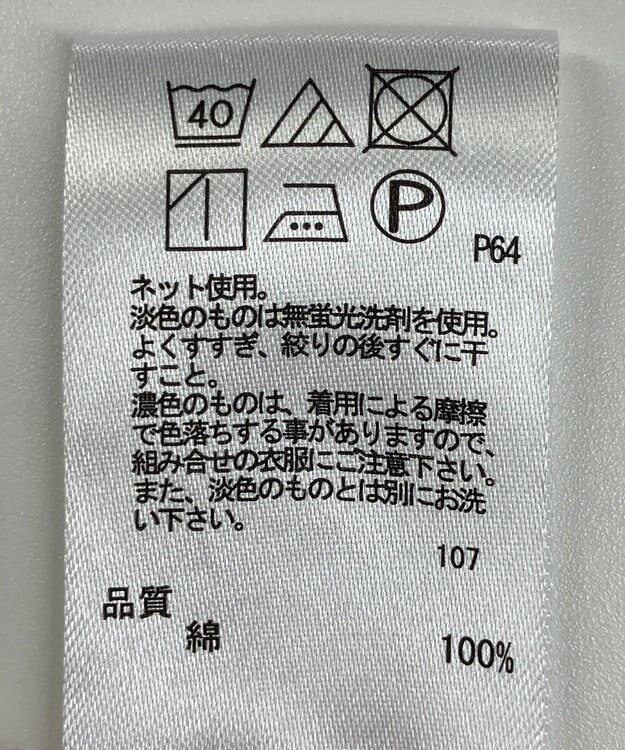 40
P
P64
ネット使用。
淡色のものは無蛍光洗剤を使用。
よくすすぎ、絞りの後すぐに干
すこと。
濃色のものは、着用による摩擦
で色落ちする事がありますので、
組み合せの衣服にご注意下さい。
また、淡色のものとは別にお洗
い下さい。
107
品質
綿 100%